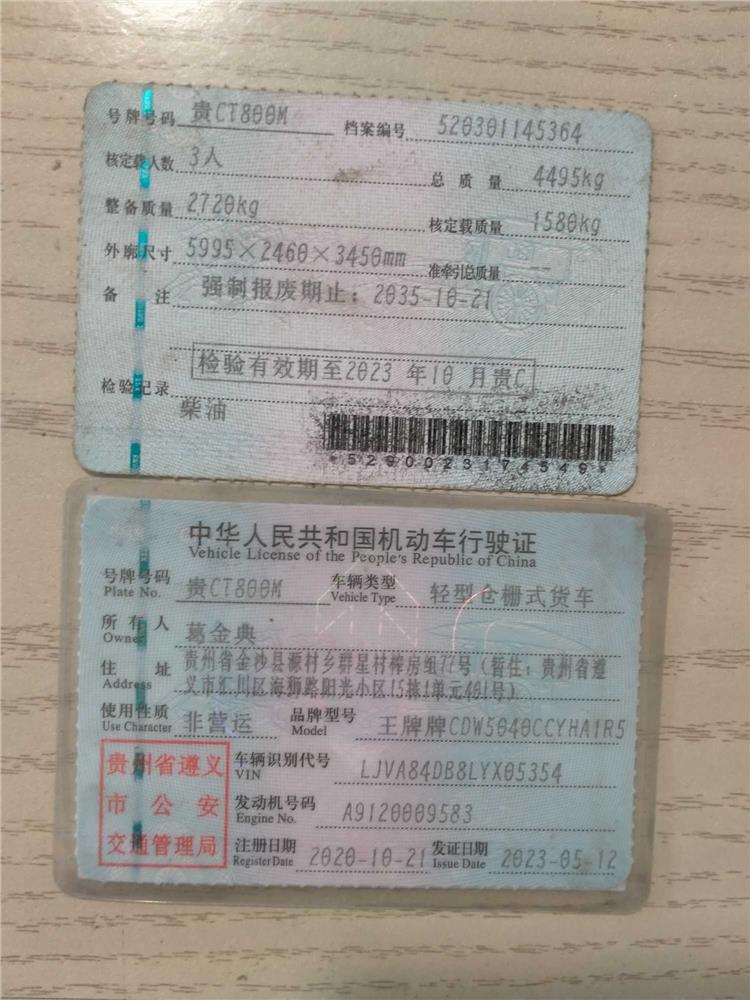 号牌号码 贵CT800M 档案编号 520301145364
核定载人数 3人 总质量 4495kg
整备质量 2720kg 核定载质量 1580kg
外廓尺寸 5995×2460×3450mm 准牵引总质量 --
备注 强制报废期止：2035-10-21
检验记录 检验有效期至2023 年10 月贵C
柴油
*5290023174549*
中华人民共和国机动车行驶证
Vehicle License of the People's Republic of China
号牌号码 贵CT800M 车辆类型 轻型仓栅式货车
Plate No. Vehicle Type
所有人 葛金典
Owner
住址 贵州省金沙县源村乡群星村榨房组77号（暂住：贵州省遵
Address 义市汇川区海狮路阳光小区15栋1单元401号）
使用性质 非营运 品牌型号 王牌牌CDW5040CCYHA1R5
Use Character Model
贵州省遵义
市公安
交通管理局
车辆识别代号 LJVA84DB8LYX05354
VIN
发动机号码 A9120009583
Engine No.
注册日期 2020-10-21 发证日期 2023-05-12
Register Date Issue Date